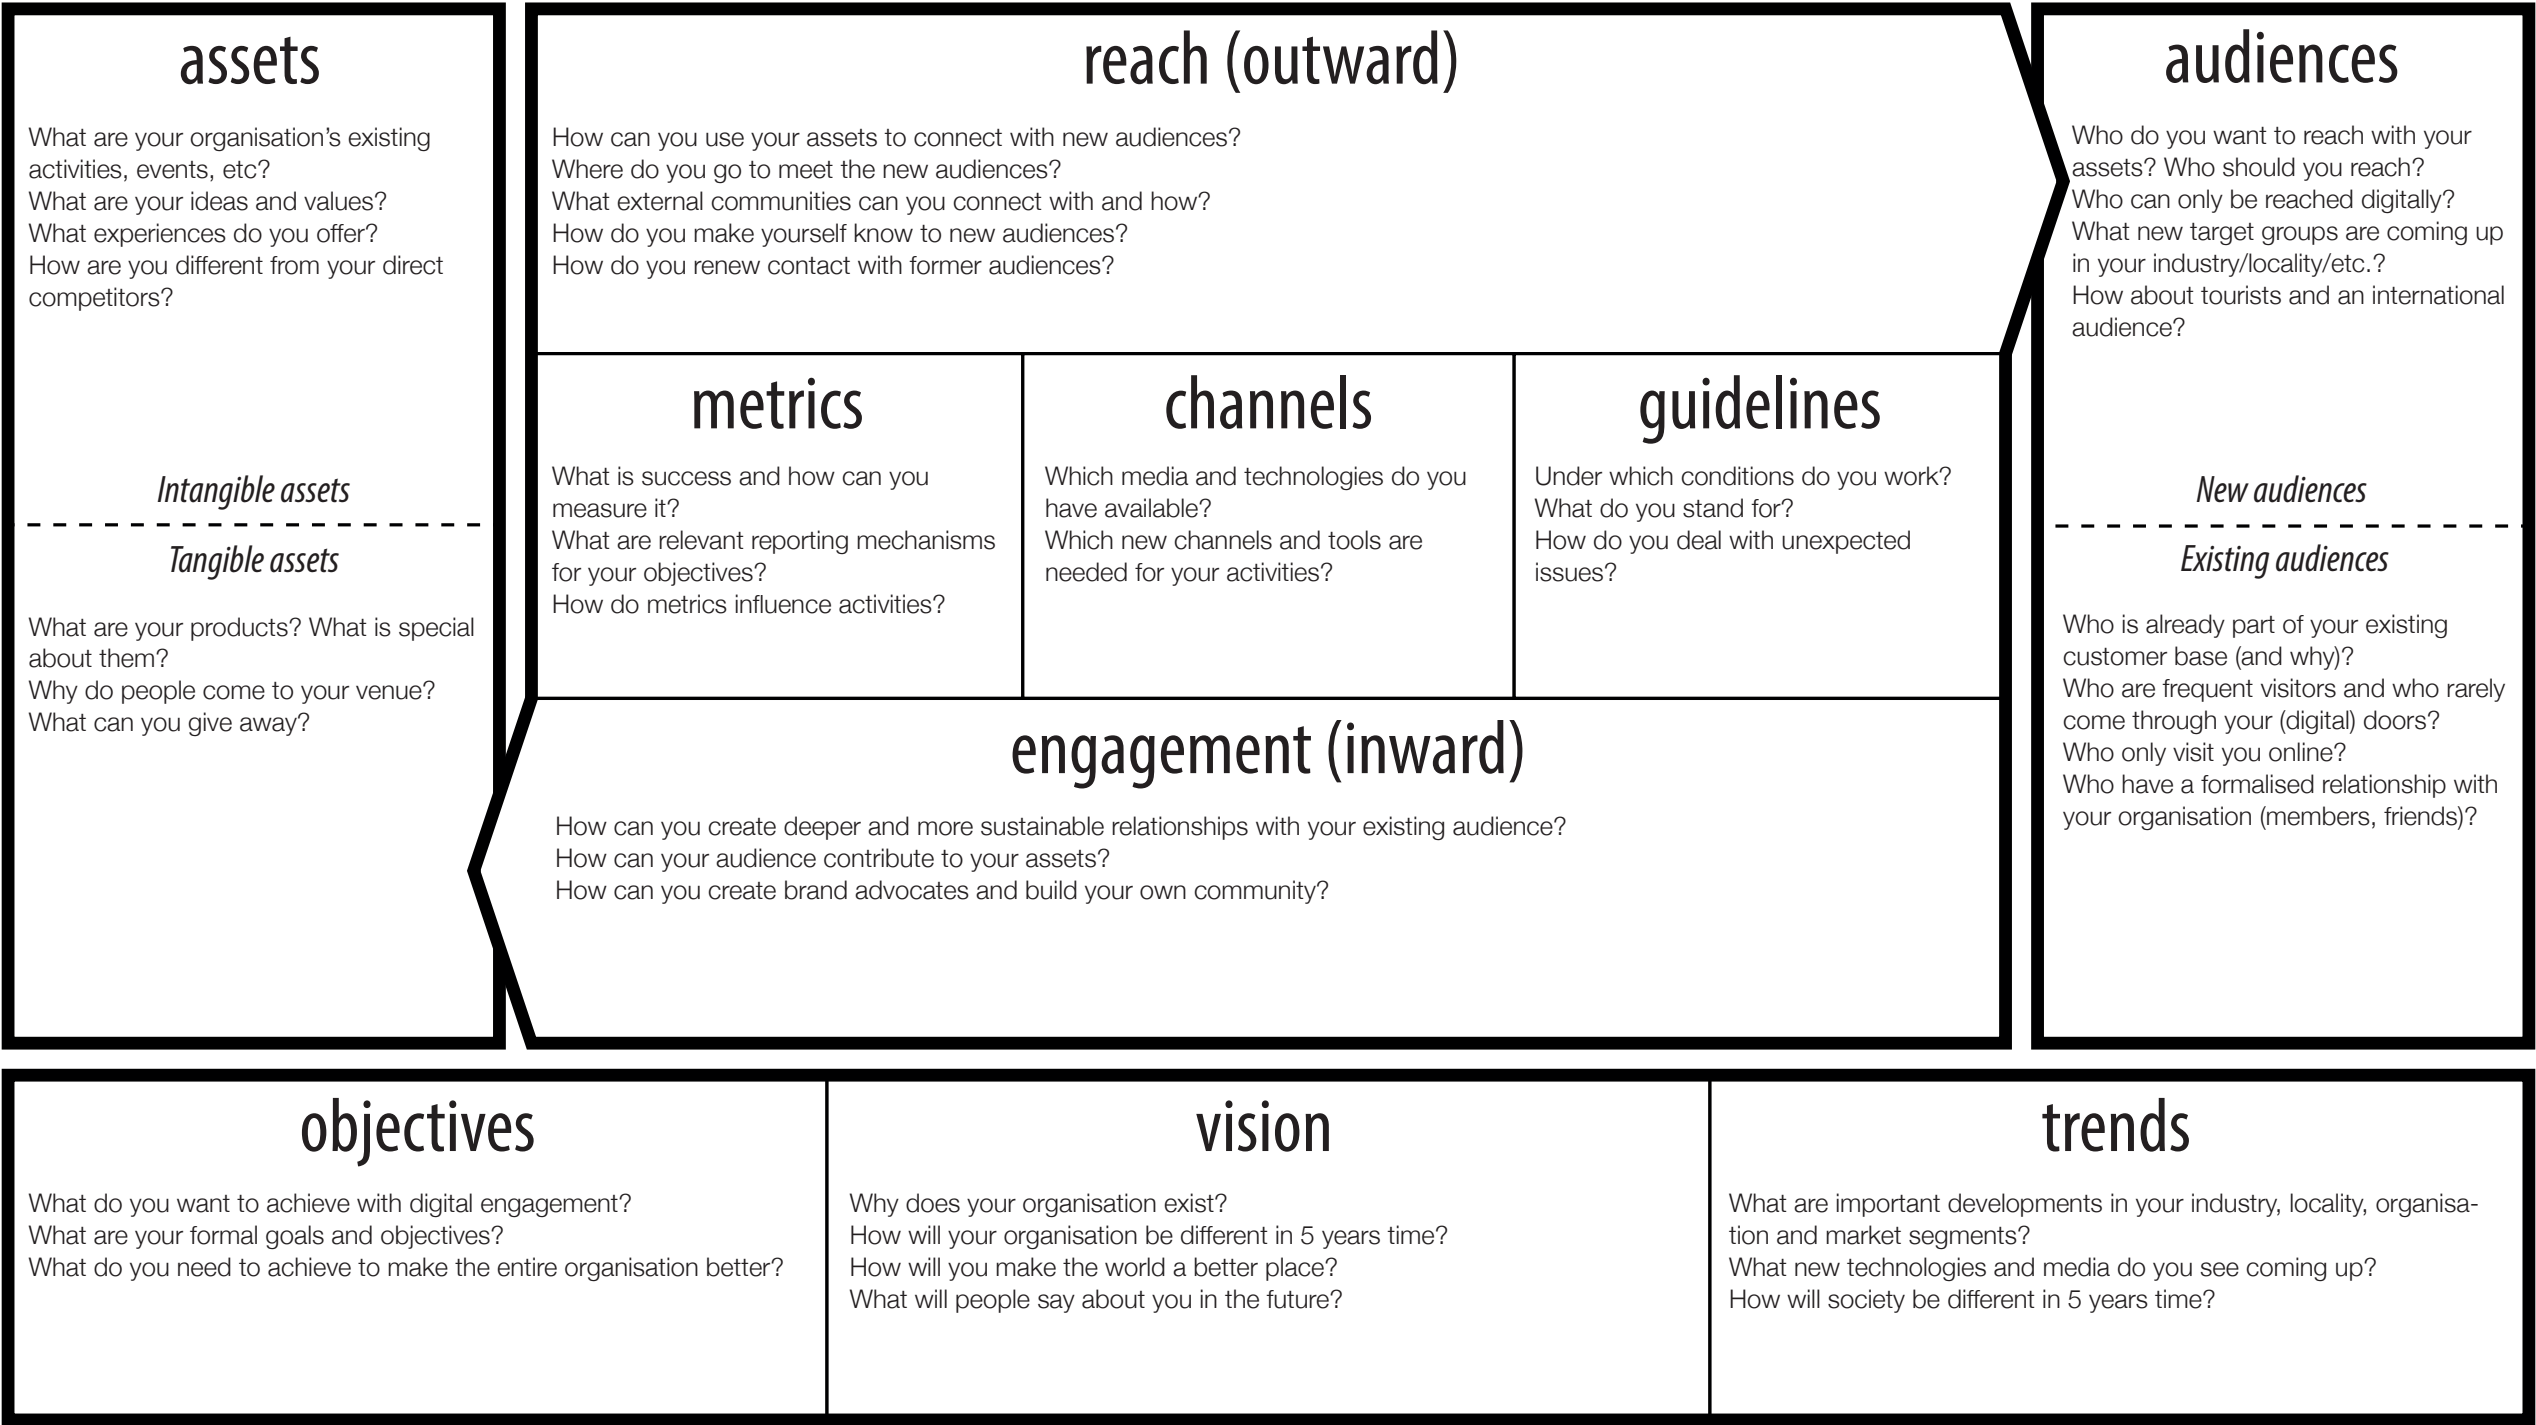 assets
What are your organisation’s existing
activities, events, etc?
What are your ideas and values?
What experiences do you offer?
How are you different from your direct
competitors?
Intangible assets
Tangible assets
What are your products? What is special
about them?
Why do people come to your venue?
What can you give away?
reach (outward)
How can you use your assets to connect with new audiences?
Where do you go to meet the new audiences?
What external communities can you connect with and how?
How do you make yourself know to new audiences?
How do you renew contact with former audiences?
metrics
What is success and how can you
measure it?
What are relevant reporting mechanisms
for your objectives?
How do metrics influence activities?
channels
Which media and technologies do you
have available?
Which new channels and tools are
needed for your activities?
guidelines
Under which conditions do you work?
What do you stand for?
How do you deal with unexpected
issues?
engagement (inward)
How can you create deeper and more sustainable relationships with your existing audience?
How can your audience contribute to your assets?
How can you create brand advocates and build your own community?
audiences
Who do you want to reach with your
assets? Who should you reach?
Who can only be reached digitally?
What new target groups are coming up
in your industry/locality/etc.?
How about tourists and an international
audience?
New audiences
Existing audiences
Who is already part of your existing
customer base (and why)?
Who are frequent visitors and who rarely
come through your (digital) doors?
Who only visit you online?
Who have a formalised relationship with
your organisation (members, friends)?
objectives
What do you want to achieve with digital engagement?
What are your formal goals and objectives?
What do you need to achieve to make the entire organisation better?
vision
Why does your organisation exist?
How will your organisation be different in 5 years time?
How will you make the world a better place?
What will people say about you in the future?
trends
What are important developments in your industry, locality, organisa-
tion and market segments?
What new technologies and media do you see coming up?
How will society be different in 5 years time?